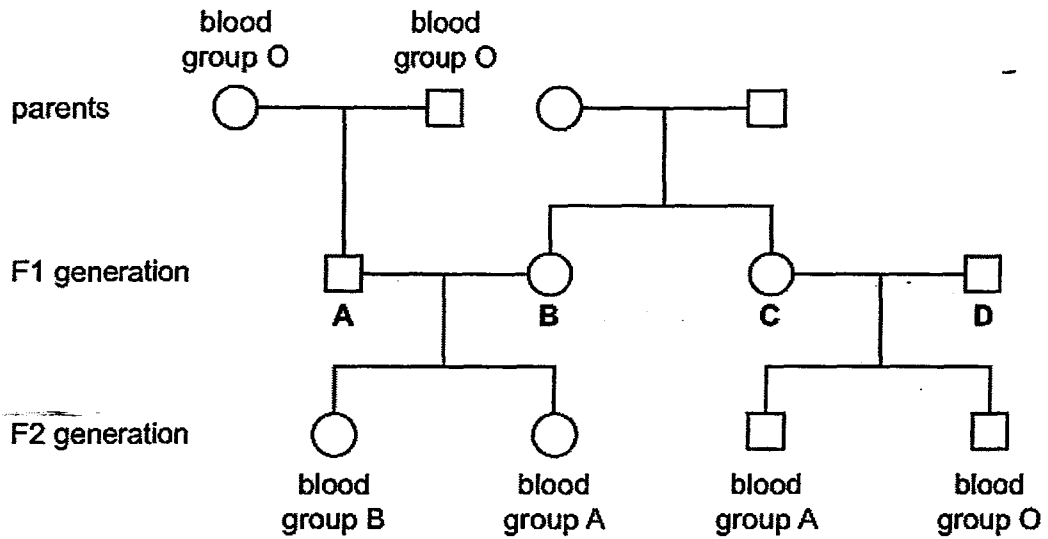 blood
group O
blood
group O
parents
F1 generation
A
B
C
D
F2 generation
blood
group B
blood
group A
blood
group A
blood
group O